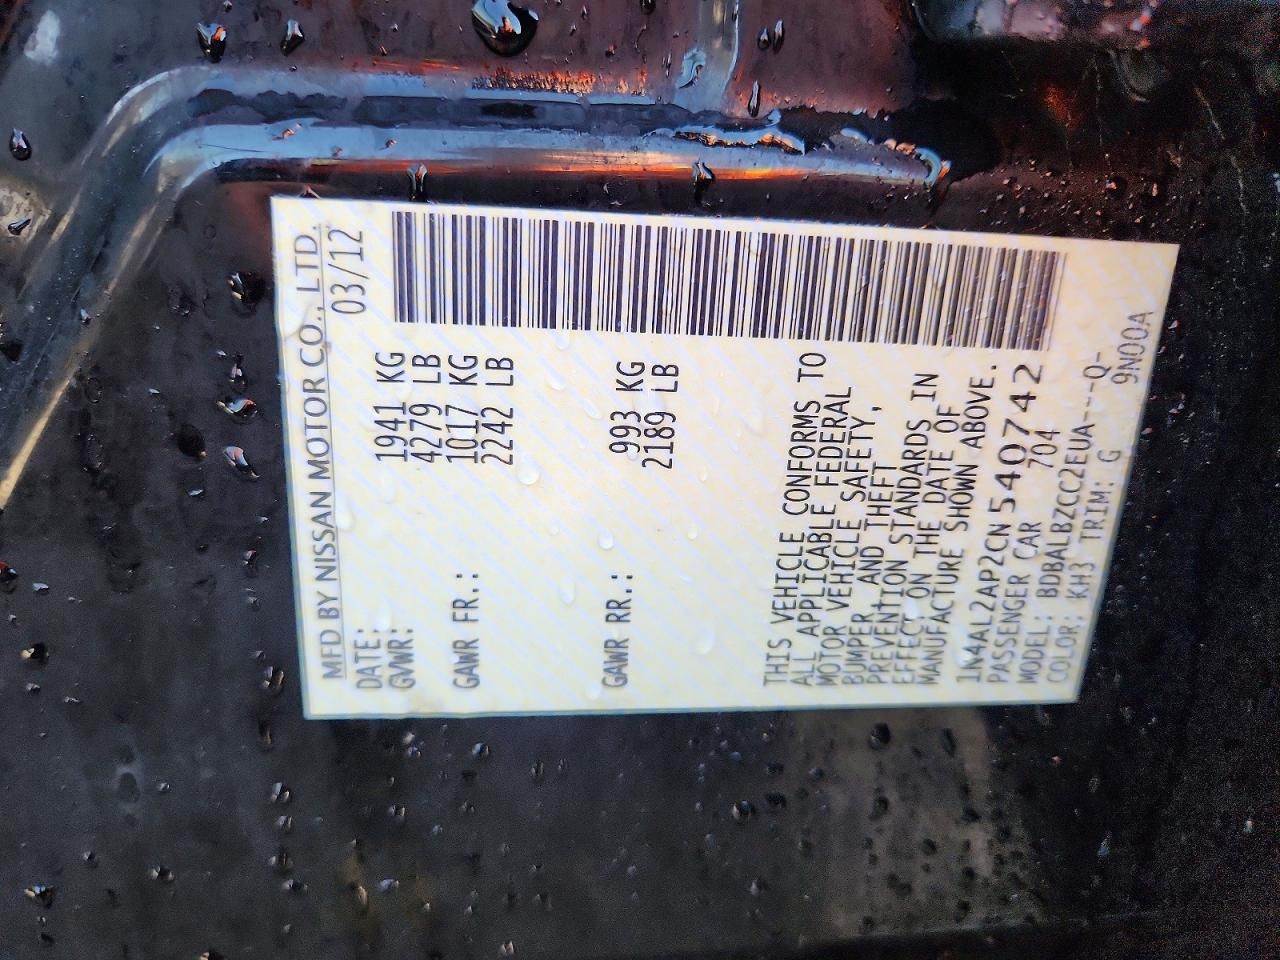 MFD BY NISSAN MOTOR CO., LTD.
DATE: 03/12
GVWR: 1941 KG
4279 LB
GAWR FR.: 1017 KG
2242 LB
GAWR RR.: 993 KG
2189 LB
THIS VEHICLE CONFORMS TO
ALL APPLICABLE FEDERAL
MOTOR VEHICLE SAFETY,
BUMPER AND THEFT
PREVENTION STANDARDS IN
EFFECT ON THE DATE OF
MANUFACTURE SHOWN ABOVE.
1N4AL2AP2CN540742
PASSENGER CAR 704
MODEL: BDBALBZCC2EUA---Q-
COLOR: KH3 TRIM: G 9N00A